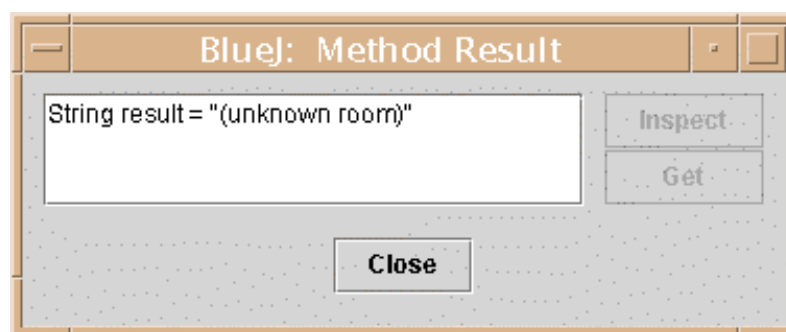 BlueJ: Method Result
String result = "(unknown room)"
Inspect
Get
Close